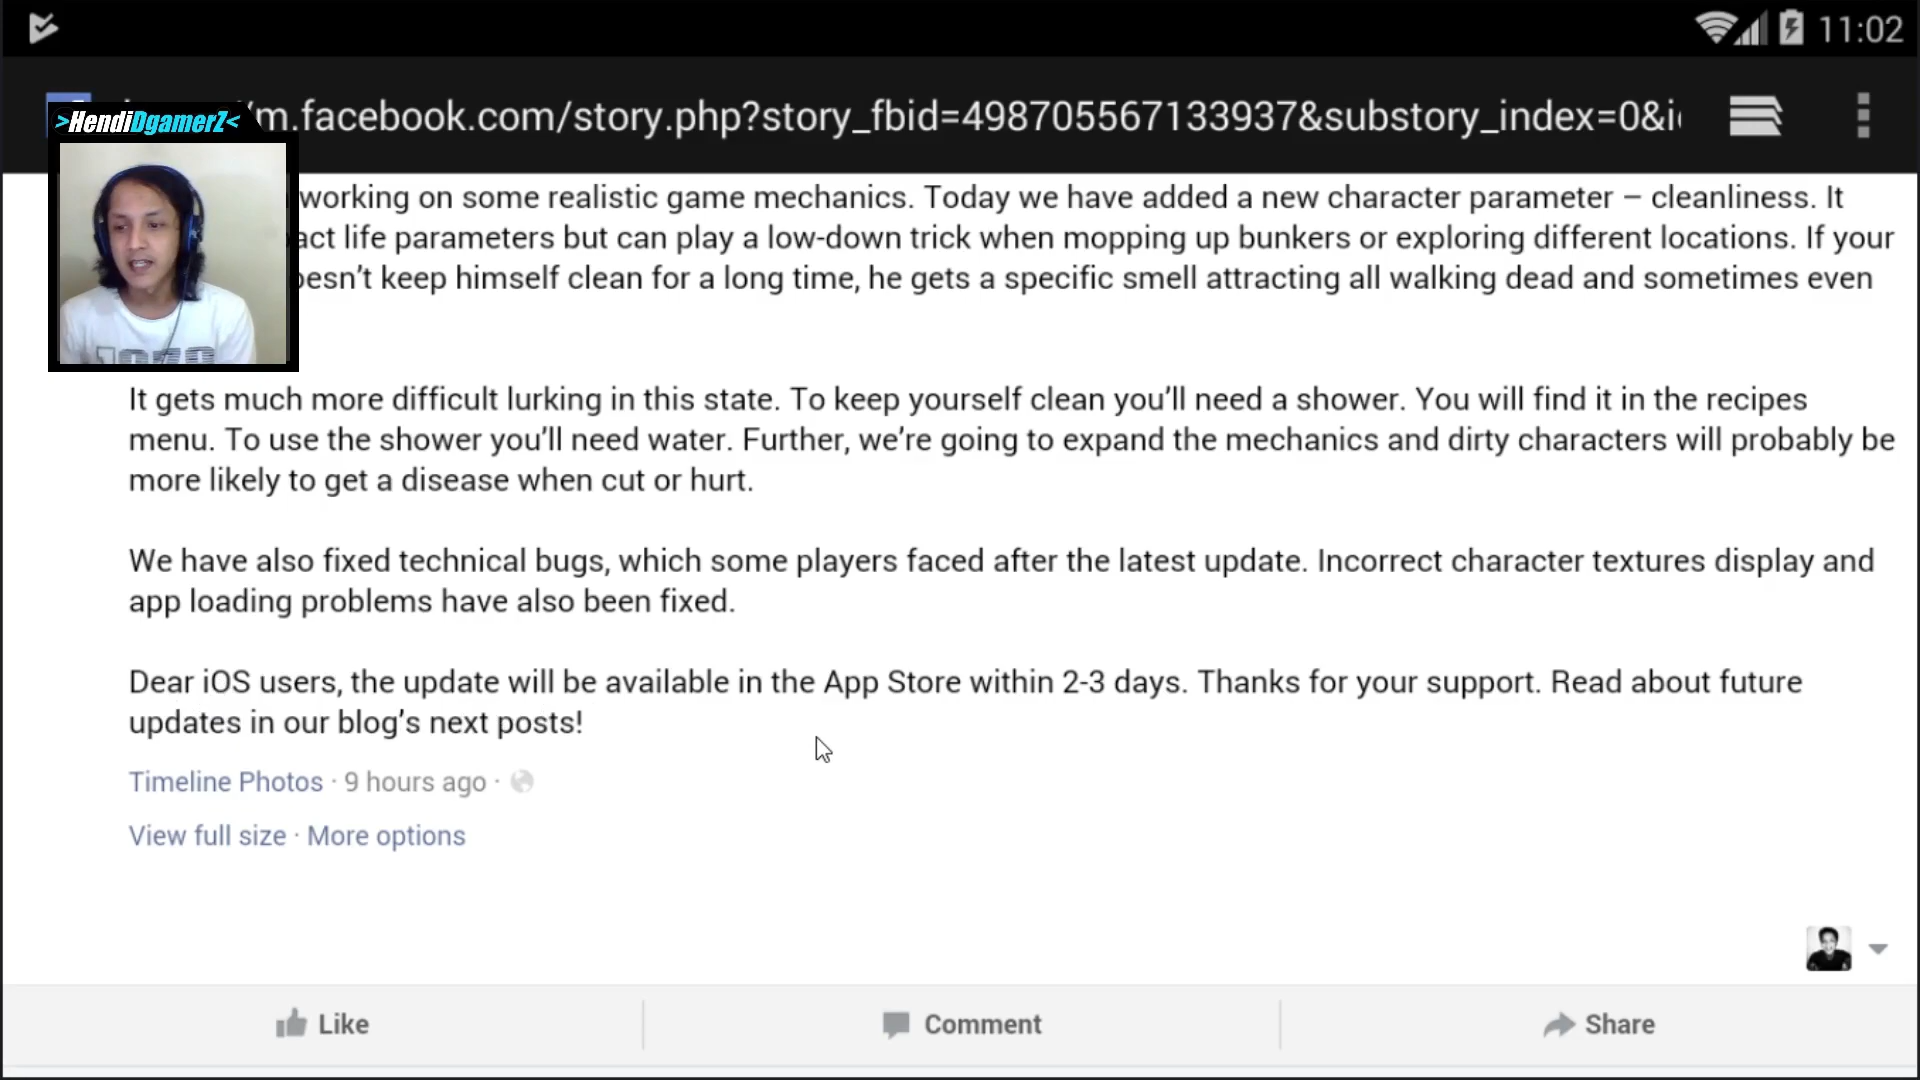 11:02
m.facebook.com/story.php?story_fbid=498705567133937&substory_index=0&i
>HendiDgamerZ<
working on some realistic game mechanics. Today we have added a new character parameter – cleanliness. It
act life parameters but can play a low-down trick when mopping up bunkers or exploring different locations. If your
oesn’t keep himself clean for a long time, he gets a specific smell attracting all walking dead and sometimes even
It gets much more difficult lurking in this state. To keep yourself clean you’ll need a shower. You will find it in the recipes
menu. To use the shower you’ll need water. Further, we’re going to expand the mechanics and dirty characters will probably be
more likely to get a disease when cut or hurt.
We have also fixed technical bugs, which some players faced after the latest update. Incorrect character textures display and
app loading problems have also been fixed.
Dear iOS users, the update will be available in the App Store within 2-3 days. Thanks for your support. Read about future
updates in our blog’s next posts!
Timeline Photos · 9 hours ago ·
View full size · More options
Like
Comment
Share